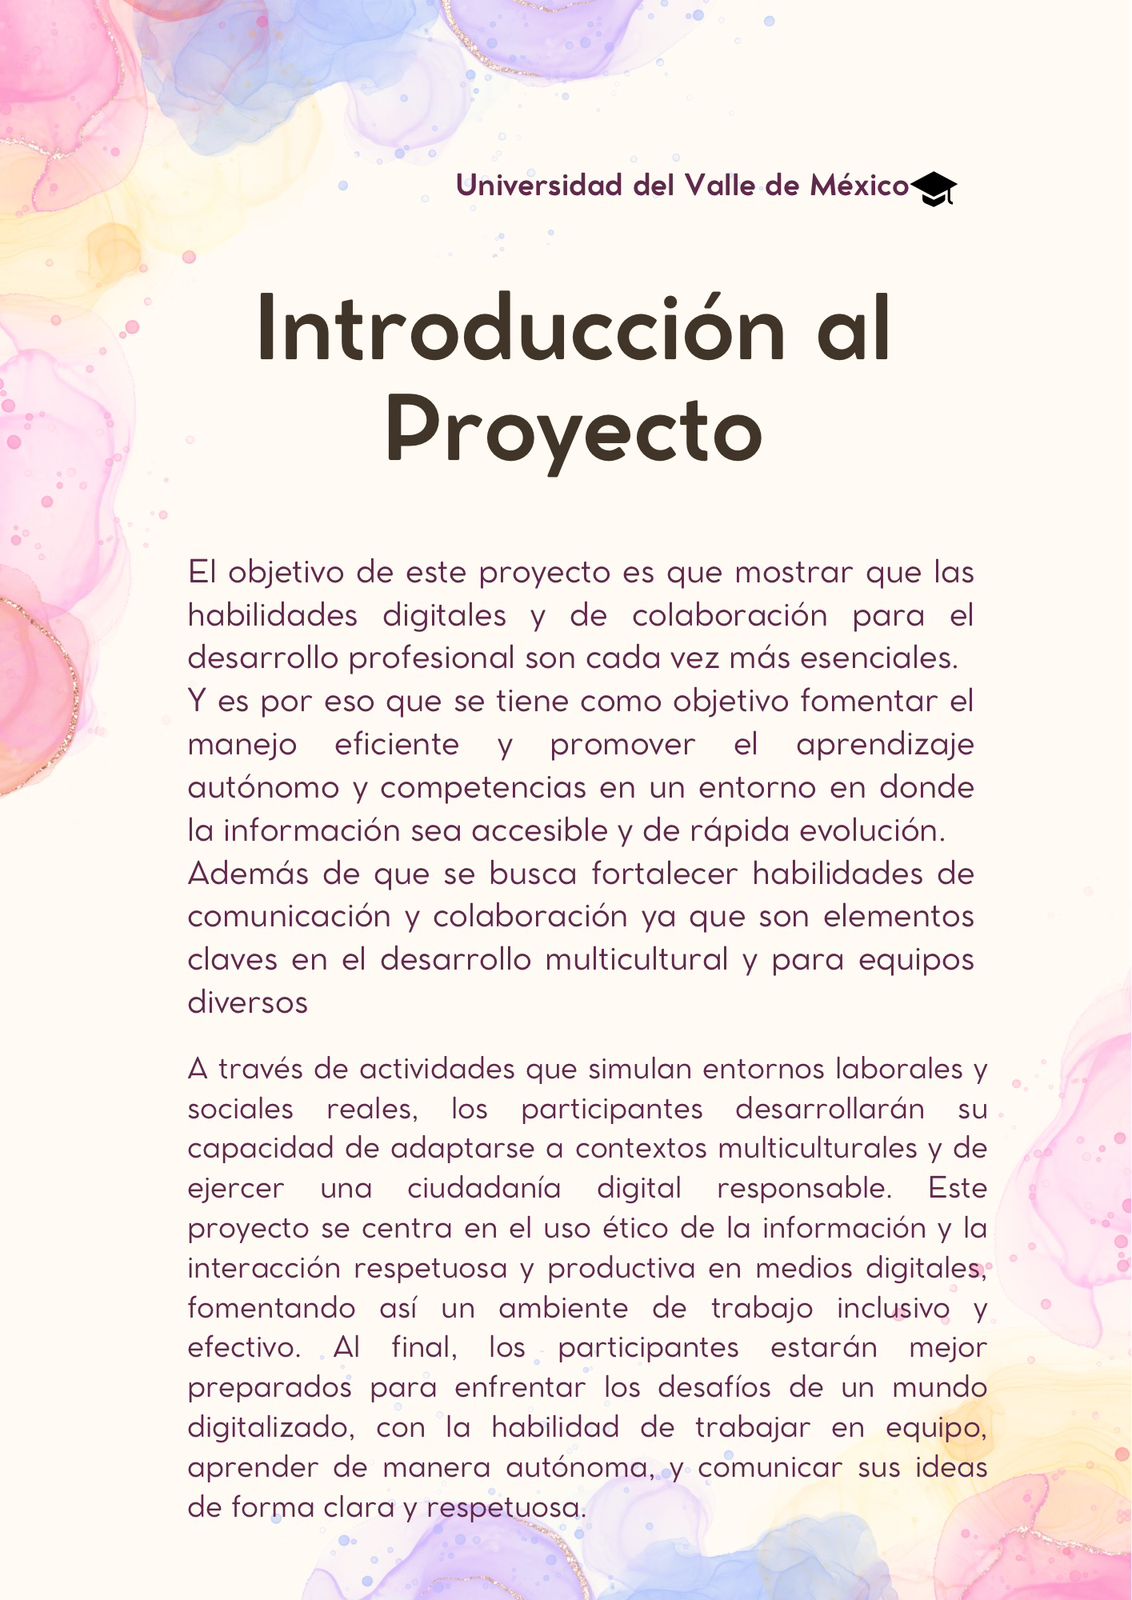 Universidad del Valle de México
Introducción al
Proyecto
El objetivo de este proyecto es que mostrar que las
habilidades digitales y de colaboración para el
desarrollo profesional son cada vez más esenciales.
Y es por eso que se tiene como objetivo fomentar el
manejo eficiente y promover el aprendizaje
autónomo y competencias en un entorno en donde
la información sea accesible y de rápida evolución.
Además de que se busca fortalecer habilidades de
comunicación y colaboración ya que son elementos
claves en el desarrollo multicultural y para equipos
diversos
A través de actividades que simulan entornos laborales y
sociales reales, los participantes desarrollarán su
capacidad de adaptarse a contextos multiculturales y de
ejercer una ciudadanía digital responsable. Este
proyecto se centra en el uso ético de la información y la
interacción respetuosa y productiva en medios digitales,
fomentando así un ambiente de trabajo inclusivo y
efectivo. Al final, los participantes estarán mejor
preparados para enfrentar los desafíos de un mundo
digitalizado, con la habilidad de trabajar en equipo,
aprender de manera autónoma, y comunicar sus ideas
de forma clara y respetuosa.